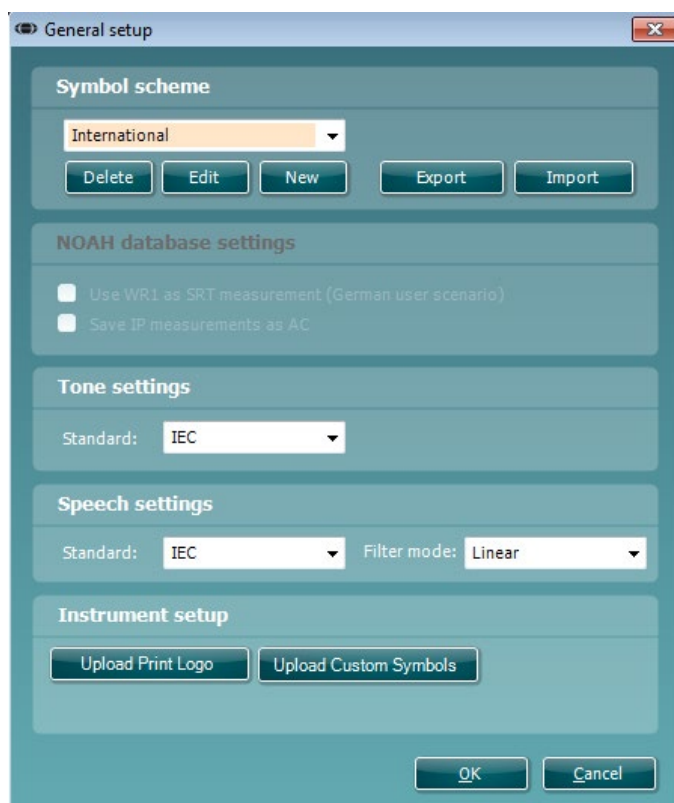 General setup
Symbol scheme
International
Delete Edit New Export Import
NOAH database settings
Use WR1 as SRT measurement (German user scenario)
Save IP measurements as AC
Tone settings
Standard: IEC
Speech settings
Standard: IEC Filter mode: Linear
Instrument setup
Upload Print Logo Upload Custom Symbols
OK Cancel